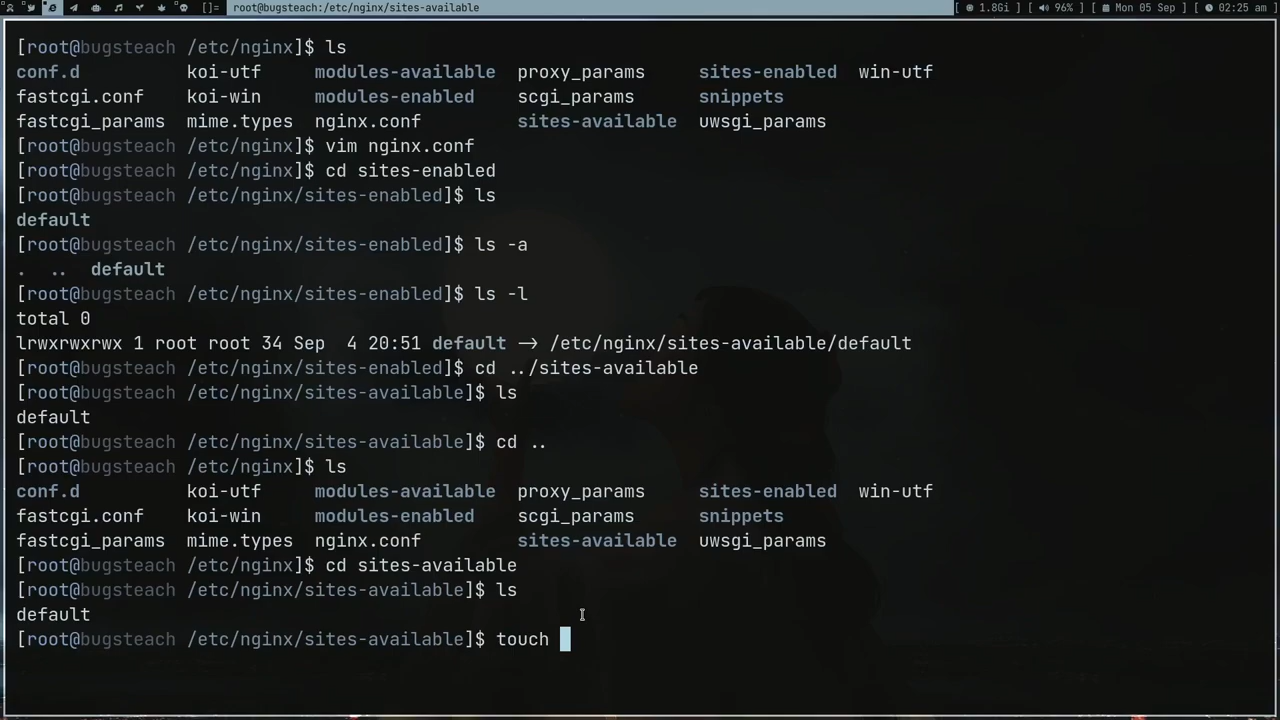 []= root@bugsteach:/etc/nginx/sites-available [ 1.8Gi ] [ 96% ] [ Mon 05 Sep ] [ 02:25 am ]
[root@bugsteach /etc/nginx]$ ls
conf.d koi-utf modules-available proxy_params sites-enabled win-utf
fastcgi.conf koi-win modules-enabled scgi_params snippets
fastcgi_params mime.types nginx.conf sites-available uwsgi_params
[root@bugsteach /etc/nginx]$ vim nginx.conf
[root@bugsteach /etc/nginx]$ cd sites-enabled
[root@bugsteach /etc/nginx/sites-enabled]$ ls
default
[root@bugsteach /etc/nginx/sites-enabled]$ ls -a
. .. default
[root@bugsteach /etc/nginx/sites-enabled]$ ls -l
total 0
lrwxrwxrwx 1 root root 34 Sep 4 20:51 default -> /etc/nginx/sites-available/default
[root@bugsteach /etc/nginx/sites-enabled]$ cd ../sites-available
[root@bugsteach /etc/nginx/sites-available]$ ls
default
[root@bugsteach /etc/nginx/sites-available]$ cd ..
[root@bugsteach /etc/nginx]$ ls
conf.d koi-utf modules-available proxy_params sites-enabled win-utf
fastcgi.conf koi-win modules-enabled scgi_params snippets
fastcgi_params mime.types nginx.conf sites-available uwsgi_params
[root@bugsteach /etc/nginx]$ cd sites-available
[root@bugsteach /etc/nginx/sites-available]$ ls
default
[root@bugsteach /etc/nginx/sites-available]$ touch